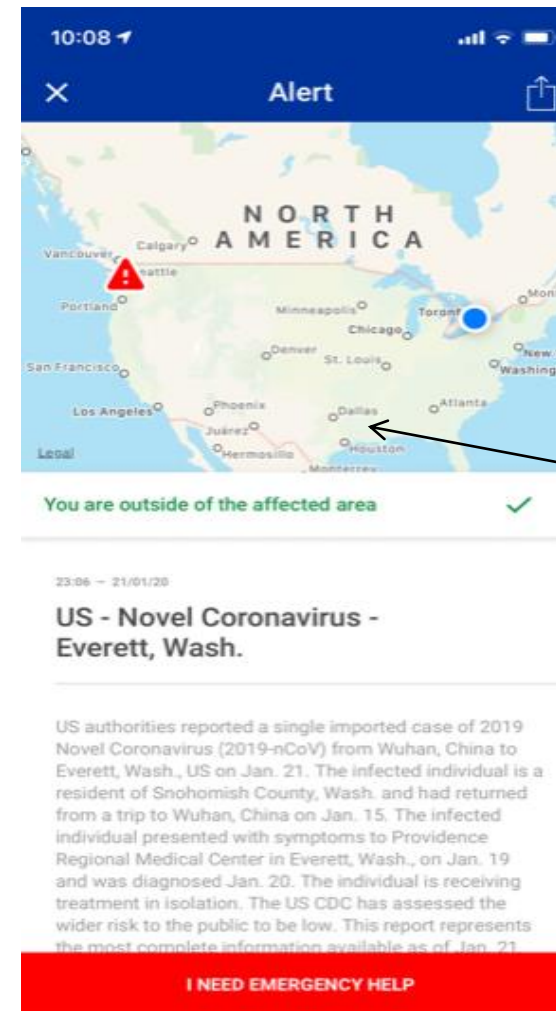 10:08
Alert
NORTH
AMERICA
Vancouver
Calgary
Portland
Minneapolis
Toront
Mon
Chicago
Denver
St. Louis
New
San Francisco
Washing
Los Angeles
Phoenix
Dallas
Atlanta
Juárez
Hermosillo
Houston
Monterrey
Legal
You are outside of the affected area
23:06 – 21/01/20
US - Novel Coronavirus -
Everett, Wash.
US authorities reported a single imported case of 2019
Novel Coronavirus (2019-nCoV) from Wuhan, China to
Everett, Wash., US on Jan. 21. The infected individual is a
resident of Snohomish County, Wash. and had returned
from a trip to Wuhan, China on Jan. 15. The infected
individual presented with symptoms to Providence
Regional Medical Center in Everett, Wash., on Jan. 19
and was diagnosed Jan. 20. The individual is receiving
treatment in isolation. The US CDC has assessed the
wider risk to the public to be low. This report represents
the most complete information available as of Jan. 21
I NEED EMERGENCY HELP